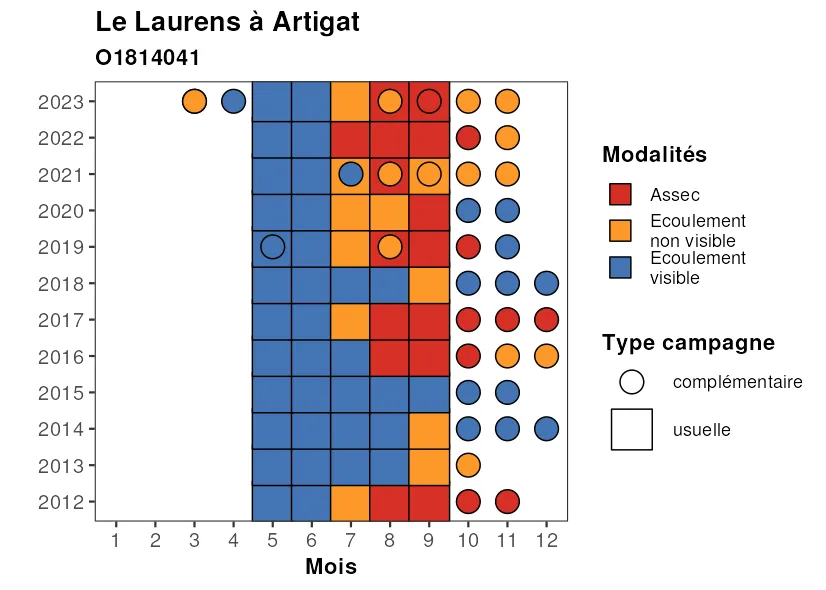 Le Laurens à Artigat
O1814041
2023
2022
2021
2020
2019
2018
2017
2016
2015
2014
2013
2012
1 2 3 4 5 6 7 8 9 10 11 12
Mois
Modalités
Assec
Ecoulement
non visible
Ecoulement
visible
Type campagne
complémentaire
usuelle